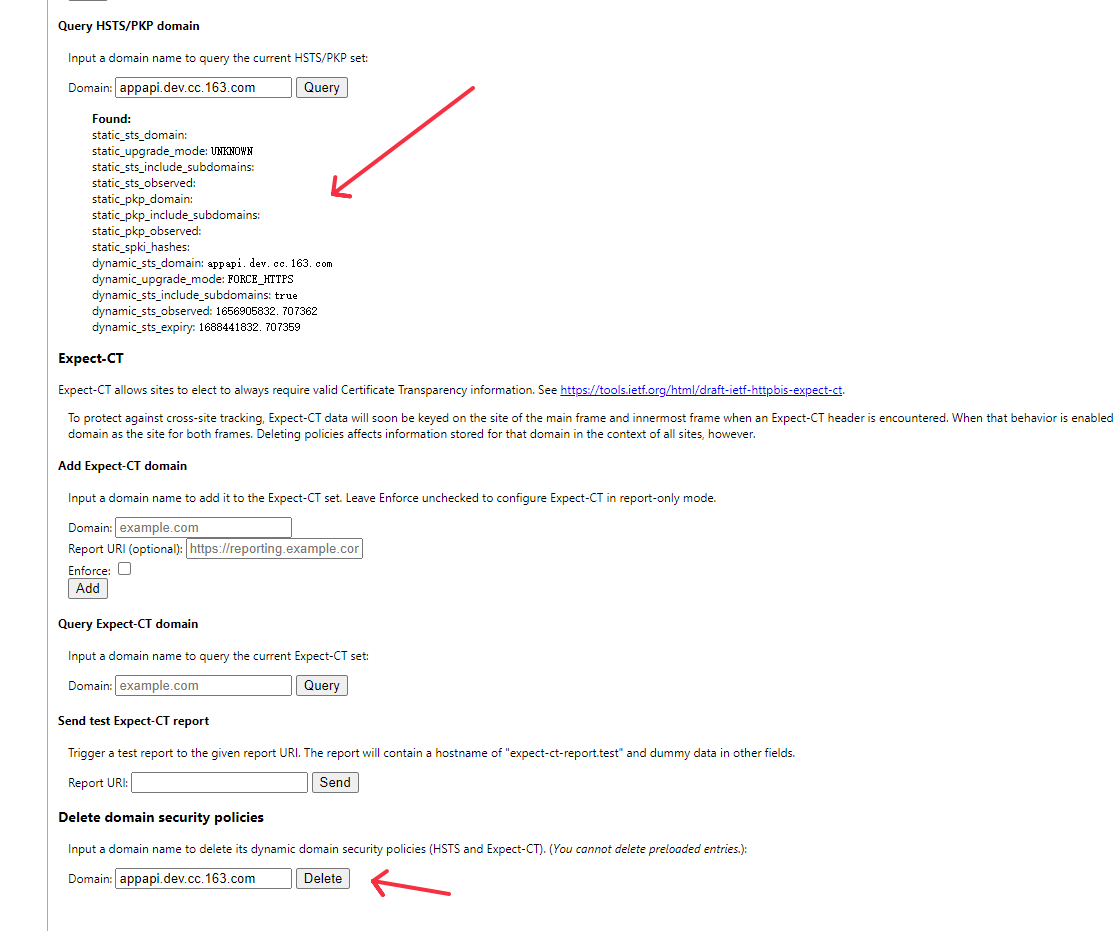 Query HSTS/PKP domain
Input a domain name to query the current HSTS/PKP set:
Domain: appapi.dev.cc.163.com Query
Found:
static_sts_domain:
static_upgrade_mode: UNKNOWN
static_sts_include_subdomains:
static_sts_observed:
static_pkp_domain:
static_pkp_include_subdomains:
static_pkp_observed:
static_spki_hashes:
dynamic_sts_domain: appapi.dev.cc.163.com
dynamic_upgrade_mode: FORCE_HTTPS
dynamic_sts_include_subdomains: true
dynamic_sts_observed: 1656905832.707362
dynamic_sts_expiry: 1688441832.707359
Expect-CT
Expect-CT allows sites to elect to always require valid Certificate Transparency information. See https://tools.ietf.org/html/draft-ietf-httpbis-expect-ct.
To protect against cross-site tracking, Expect-CT data will soon be keyed on the site of the main frame and innermost frame when an Expect-CT header is encountered. When that behavior is enabled
domain as the site for both frames. Deleting policies affects information stored for that domain in the context of all sites, however.
Add Expect-CT domain
Input a domain name to add it to the Expect-CT set. Leave Enforce unchecked to configure Expect-CT in report-only mode.
Domain: example.com
Report URI (optional): https://reporting.example.cor
Enforce:
Add
Query Expect-CT domain
Input a domain name to query the current Expect-CT set:
Domain: example.com Query
Send test Expect-CT report
Trigger a test report to the given report URI. The report will contain a hostname of "expect-ct-report.test" and dummy data in other fields.
Report URI: Send
Delete domain security policies
Input a domain name to delete its dynamic domain security policies (HSTS and Expect-CT). (You cannot delete preloaded entries.):
Domain: appapi.dev.cc.163.com Delete